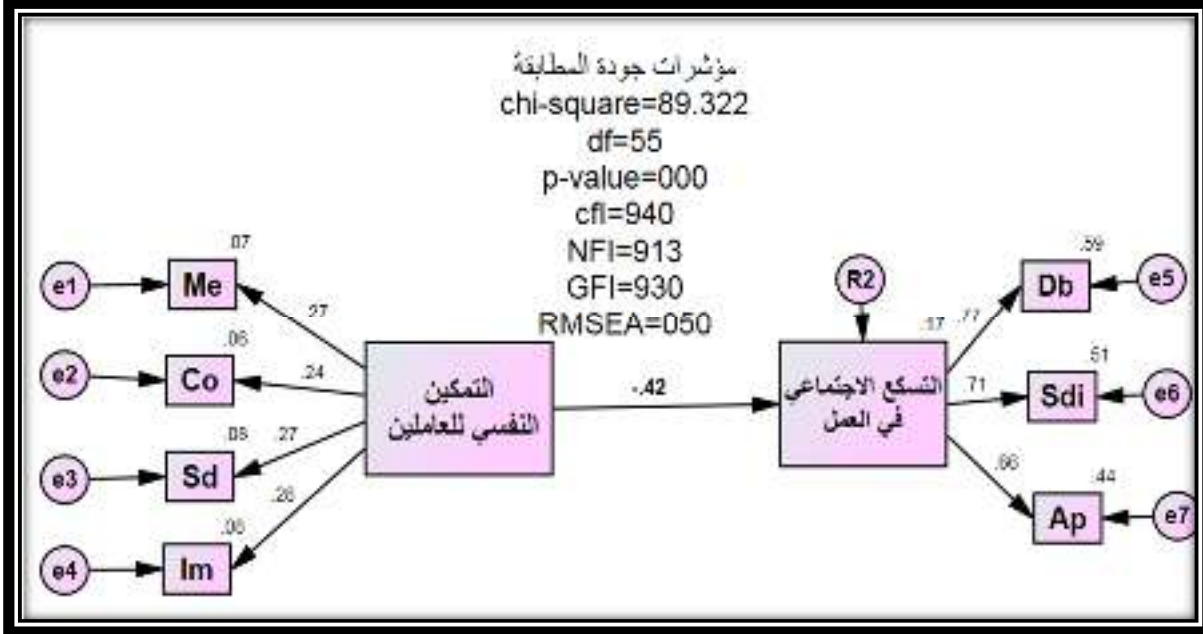 مؤشرات جودة المطابقة
chi-square=89.322
df=55
p-value=000
cfi=940
NFI=913
GFI=930
RMSEA=050
.07
e1
Me
.27
.06
e2
Co
.24
.08
e3
Sd
.27
.06
e4
Im
.26
التمكين
النفسي للعاملين
-.42
R2
.17
التسكع الاجتماعي
في العمل
.77
.59
Db
e5
.71
.51
Sdi
e6
.66
.44
Ap
e7